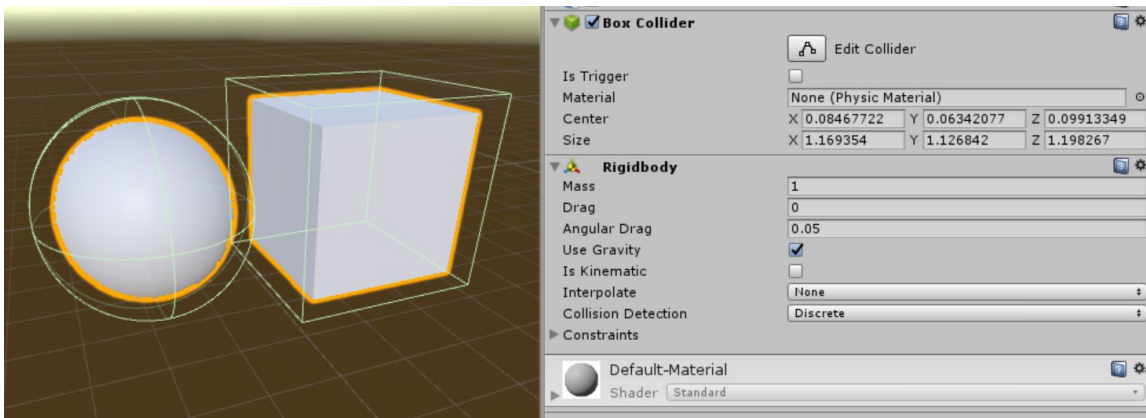 Box Collider
Edit Collider
Is Trigger
Material None (Physic Material)
Center X 0.08467722 Y 0.06342077 Z 0.09913349
Size X 1.169354 Y 1.126842 Z 1.198267
Rigidbody
Mass 1
Drag 0
Angular Drag 0.05
Use Gravity
Is Kinematic
Interpolate None
Collision Detection Discrete
Constraints
Default-Material
Shader Standard